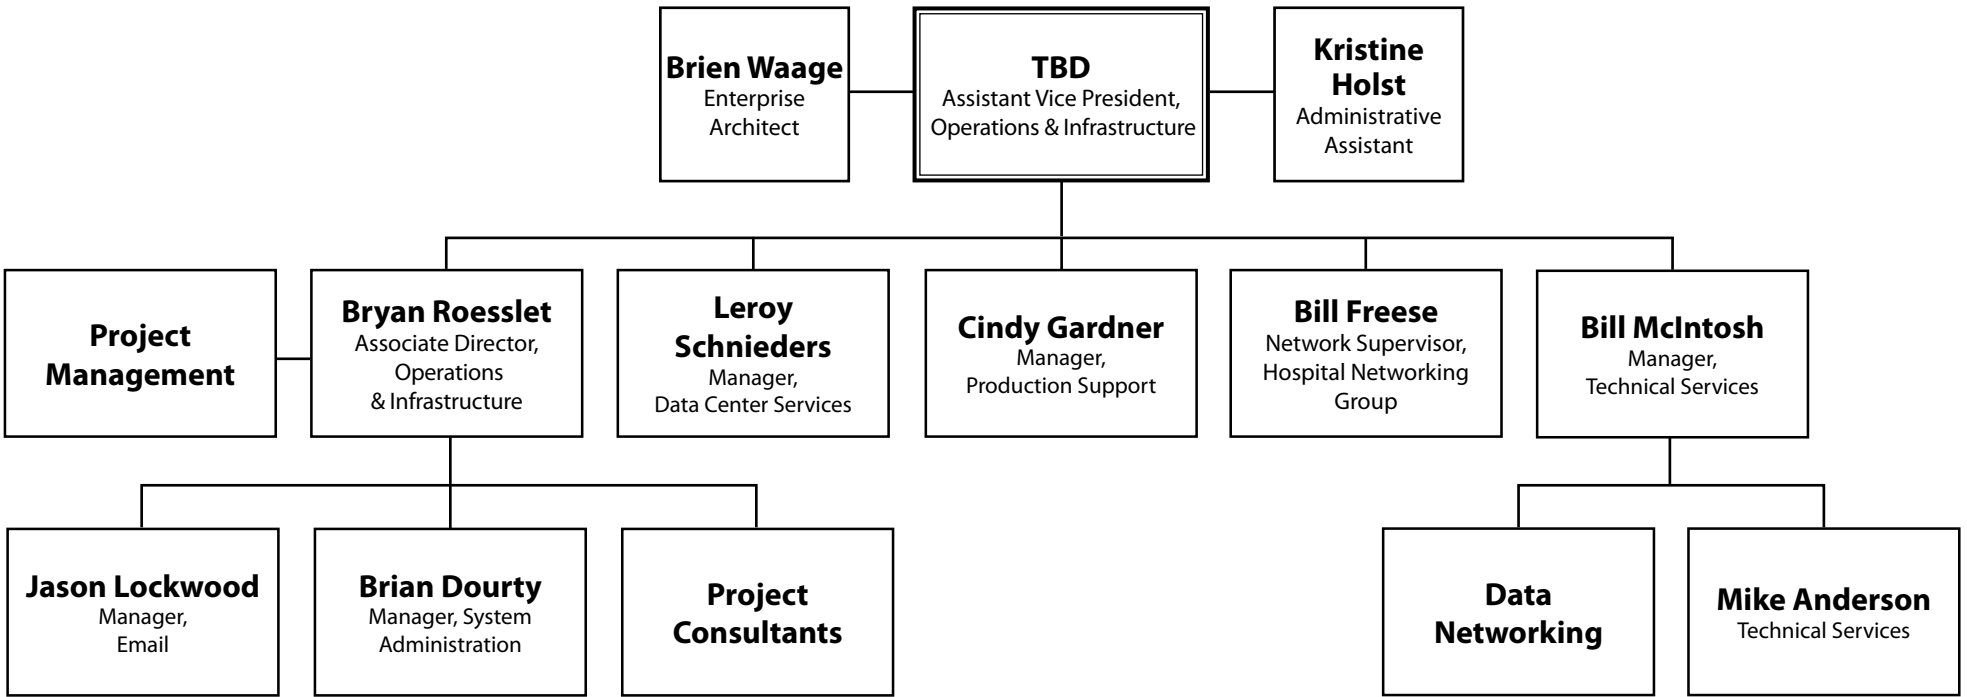 Brien Waage
Enterprise
Architect
TBD
Assistant Vice President,
Operations & Infrastructure
Kristine
Holst
Administrative
Assistant
Project
Management
Bryan Roesslet
Associate Director,
Operations
& Infrastructure
Leroy
Schnieders
Manager,
Data Center Services
Cindy Gardner
Manager,
Production Support
Bill Freese
Network Supervisor,
Hospital Networking
Group
Bill McIntosh
Manager,
Technical Services
Jason Lockwood
Manager,
Email
Brian Dourty
Manager, System
Administration
Project
Consultants
Data
Networking
Mike Anderson
Technical Services